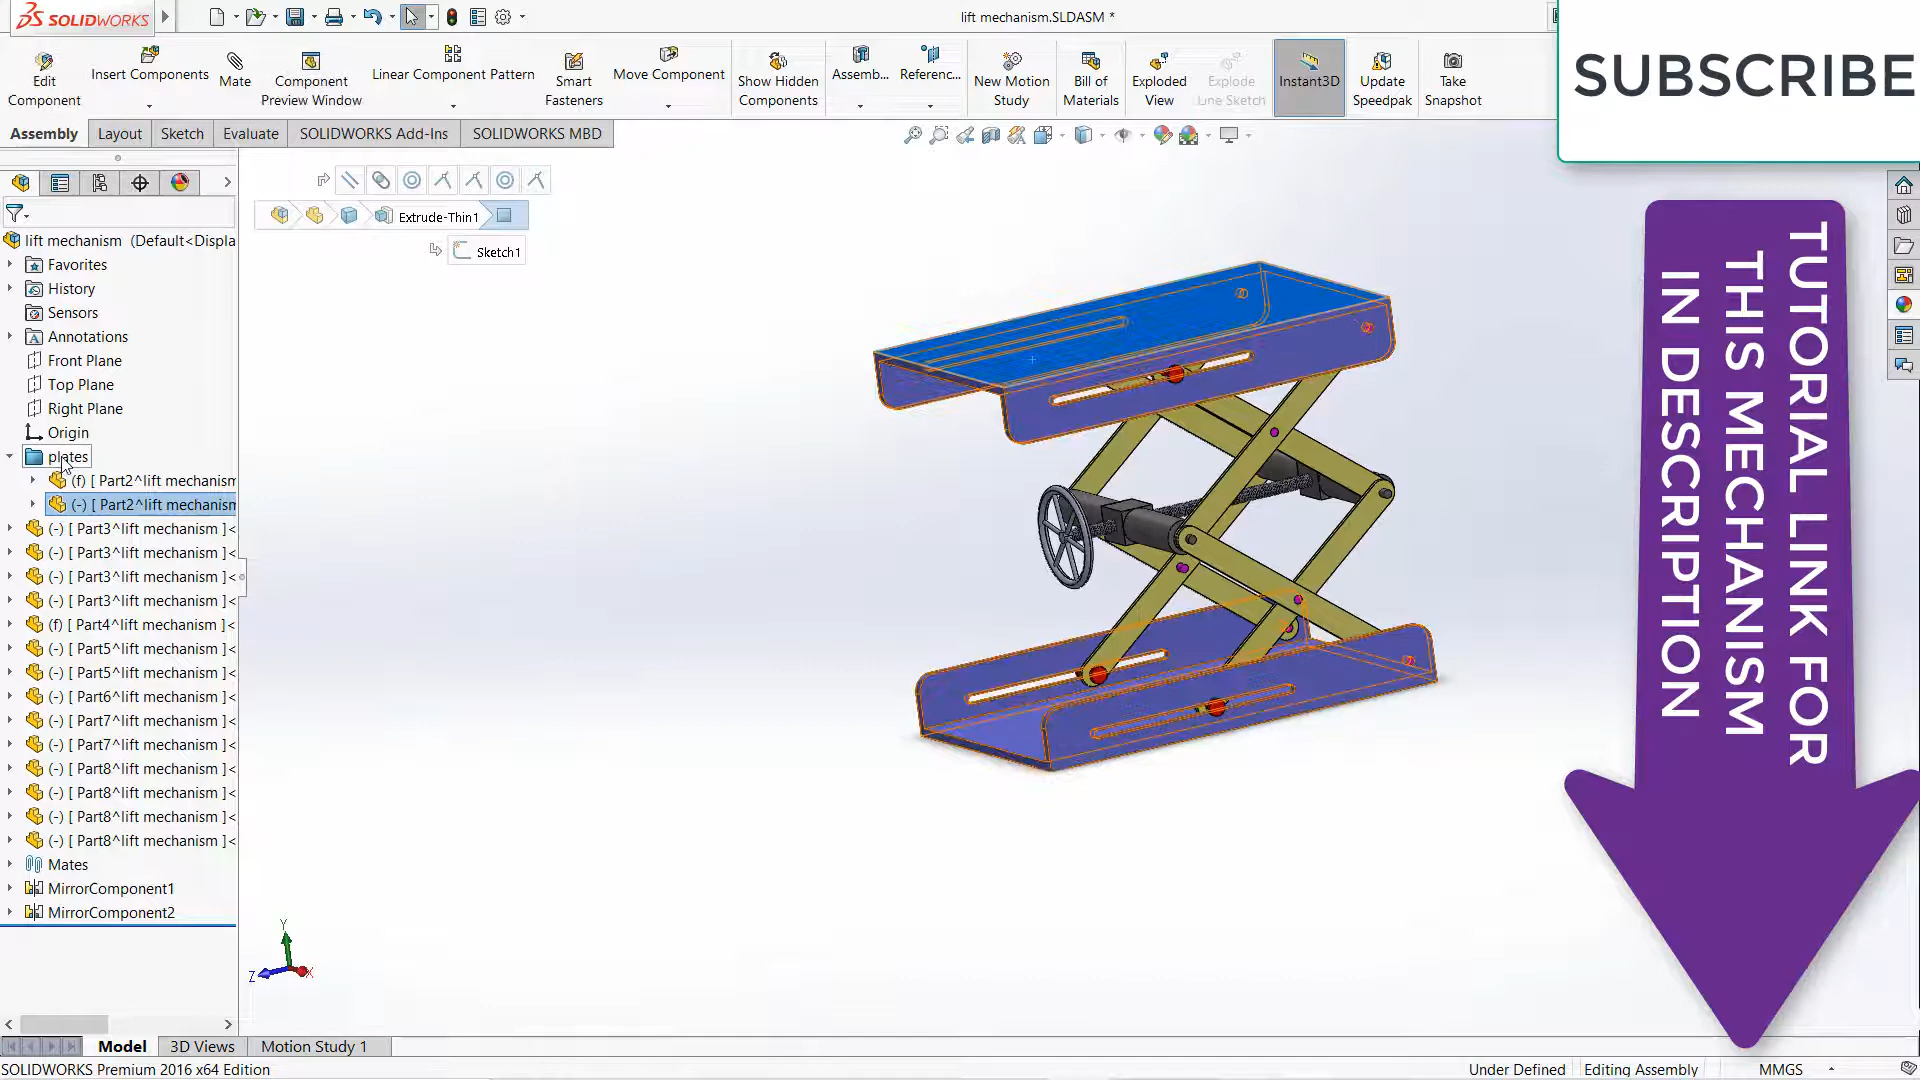 SOLIDWORKS
lift mechanism.SLDASM *
SUBSCRIBE
Edit Component
Insert Components
Mate
Component Preview Window
Linear Component Pattern
Smart Fasteners
Move Component
Show Hidden Components
Assemb...
Referenc...
New Motion Study
Bill of Materials
Exploded View
Explode Line Sketch
Instant3D
Update Speedpak
Take Snapshot
Assembly
Layout
Sketch
Evaluate
SOLIDWORKS Add-Ins
SOLIDWORKS MBD
Extrude-Thin1
Sketch1
lift mechanism (Default<Displa
Favorites
History
Sensors
Annotations
Front Plane
Top Plane
Right Plane
Origin
plates
(f) [ Part2^lift mechanism
(-) [ Part2^lift mechanism
(-) [ Part3^lift mechanism ]<
(-) [ Part3^lift mechanism ]<
(-) [ Part3^lift mechanism ]<
(-) [ Part3^lift mechanism ]<
(f) [ Part4^lift mechanism ]<
(-) [ Part5^lift mechanism ]<
(-) [ Part5^lift mechanism ]<
(-) [ Part6^lift mechanism ]<
(-) [ Part7^lift mechanism ]<
(-) [ Part7^lift mechanism ]<
(-) [ Part8^lift mechanism ]<
(-) [ Part8^lift mechanism ]<
(-) [ Part8^lift mechanism ]<
(-) [ Part8^lift mechanism ]<
Mates
MirrorComponent1
MirrorComponent2
Y
Z
X
TUTORIAL LINK FOR
THIS MECHANISM
IN DESCRIPTION
Model
3D Views
Motion Study 1
SOLIDWORKS Premium 2016 x64 Edition
Under Defined
Editing Assembly
MMGS